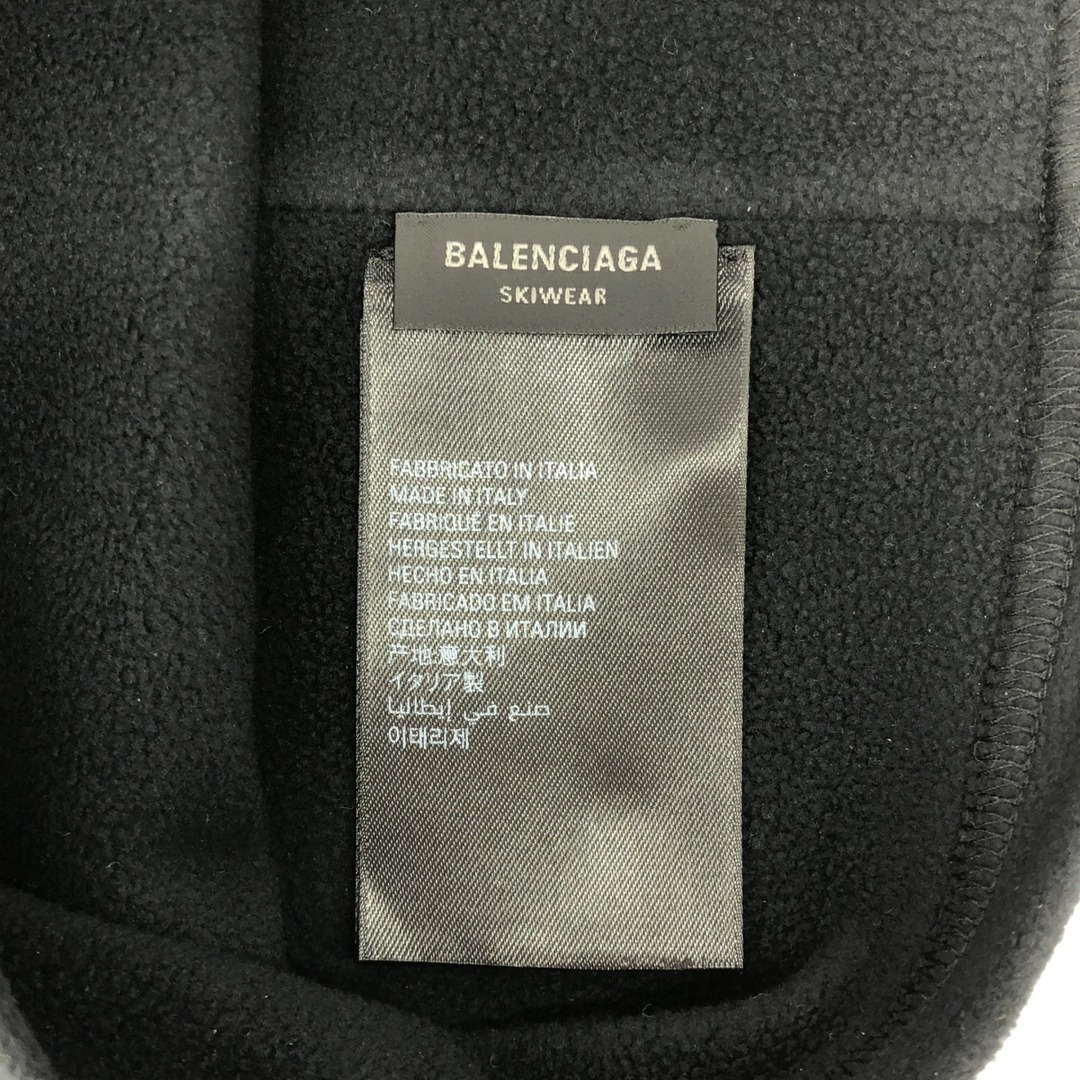 BALENCIAGA
SKIWEAR
FABBRICATO IN ITALIA
MADE IN ITALY
FABRIQUÉ EN ITALIE
HERGESTELLT IN ITALIEN
HECHO EN ITALIA
FABRICADO EM ITÁLIA
СДЕЛАНО В ИТАЛИИ
产地:意大利
イタリア製
صنع في إيطاليا
이태리제